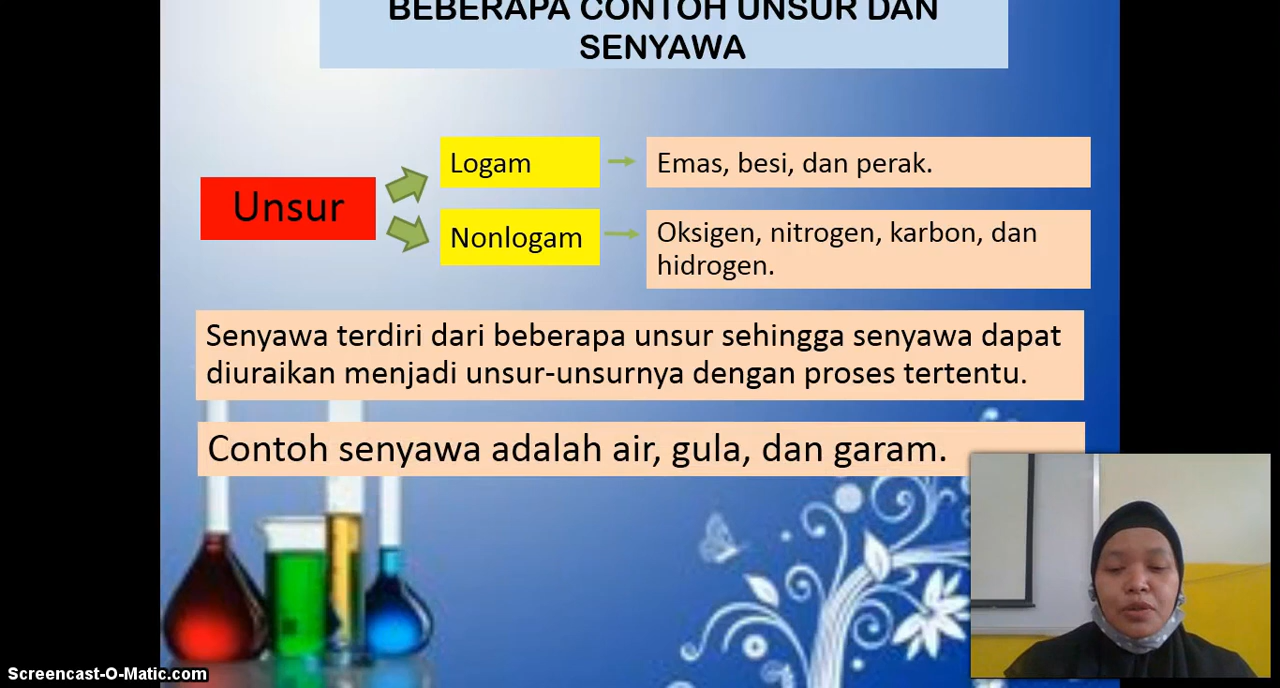 BEBERAPA CONTOH UNSUR DAN
SENYAWA
Unsur
Logam
Emas, besi, dan perak.
Nonlogam
Oksigen, nitrogen, karbon, dan
hidrogen.
Senyawa terdiri dari beberapa unsur sehingga senyawa dapat
diuraikan menjadi unsur-unsurnya dengan proses tertentu.
Contoh senyawa adalah air, gula, dan garam.
Screencast-O-Matic.com